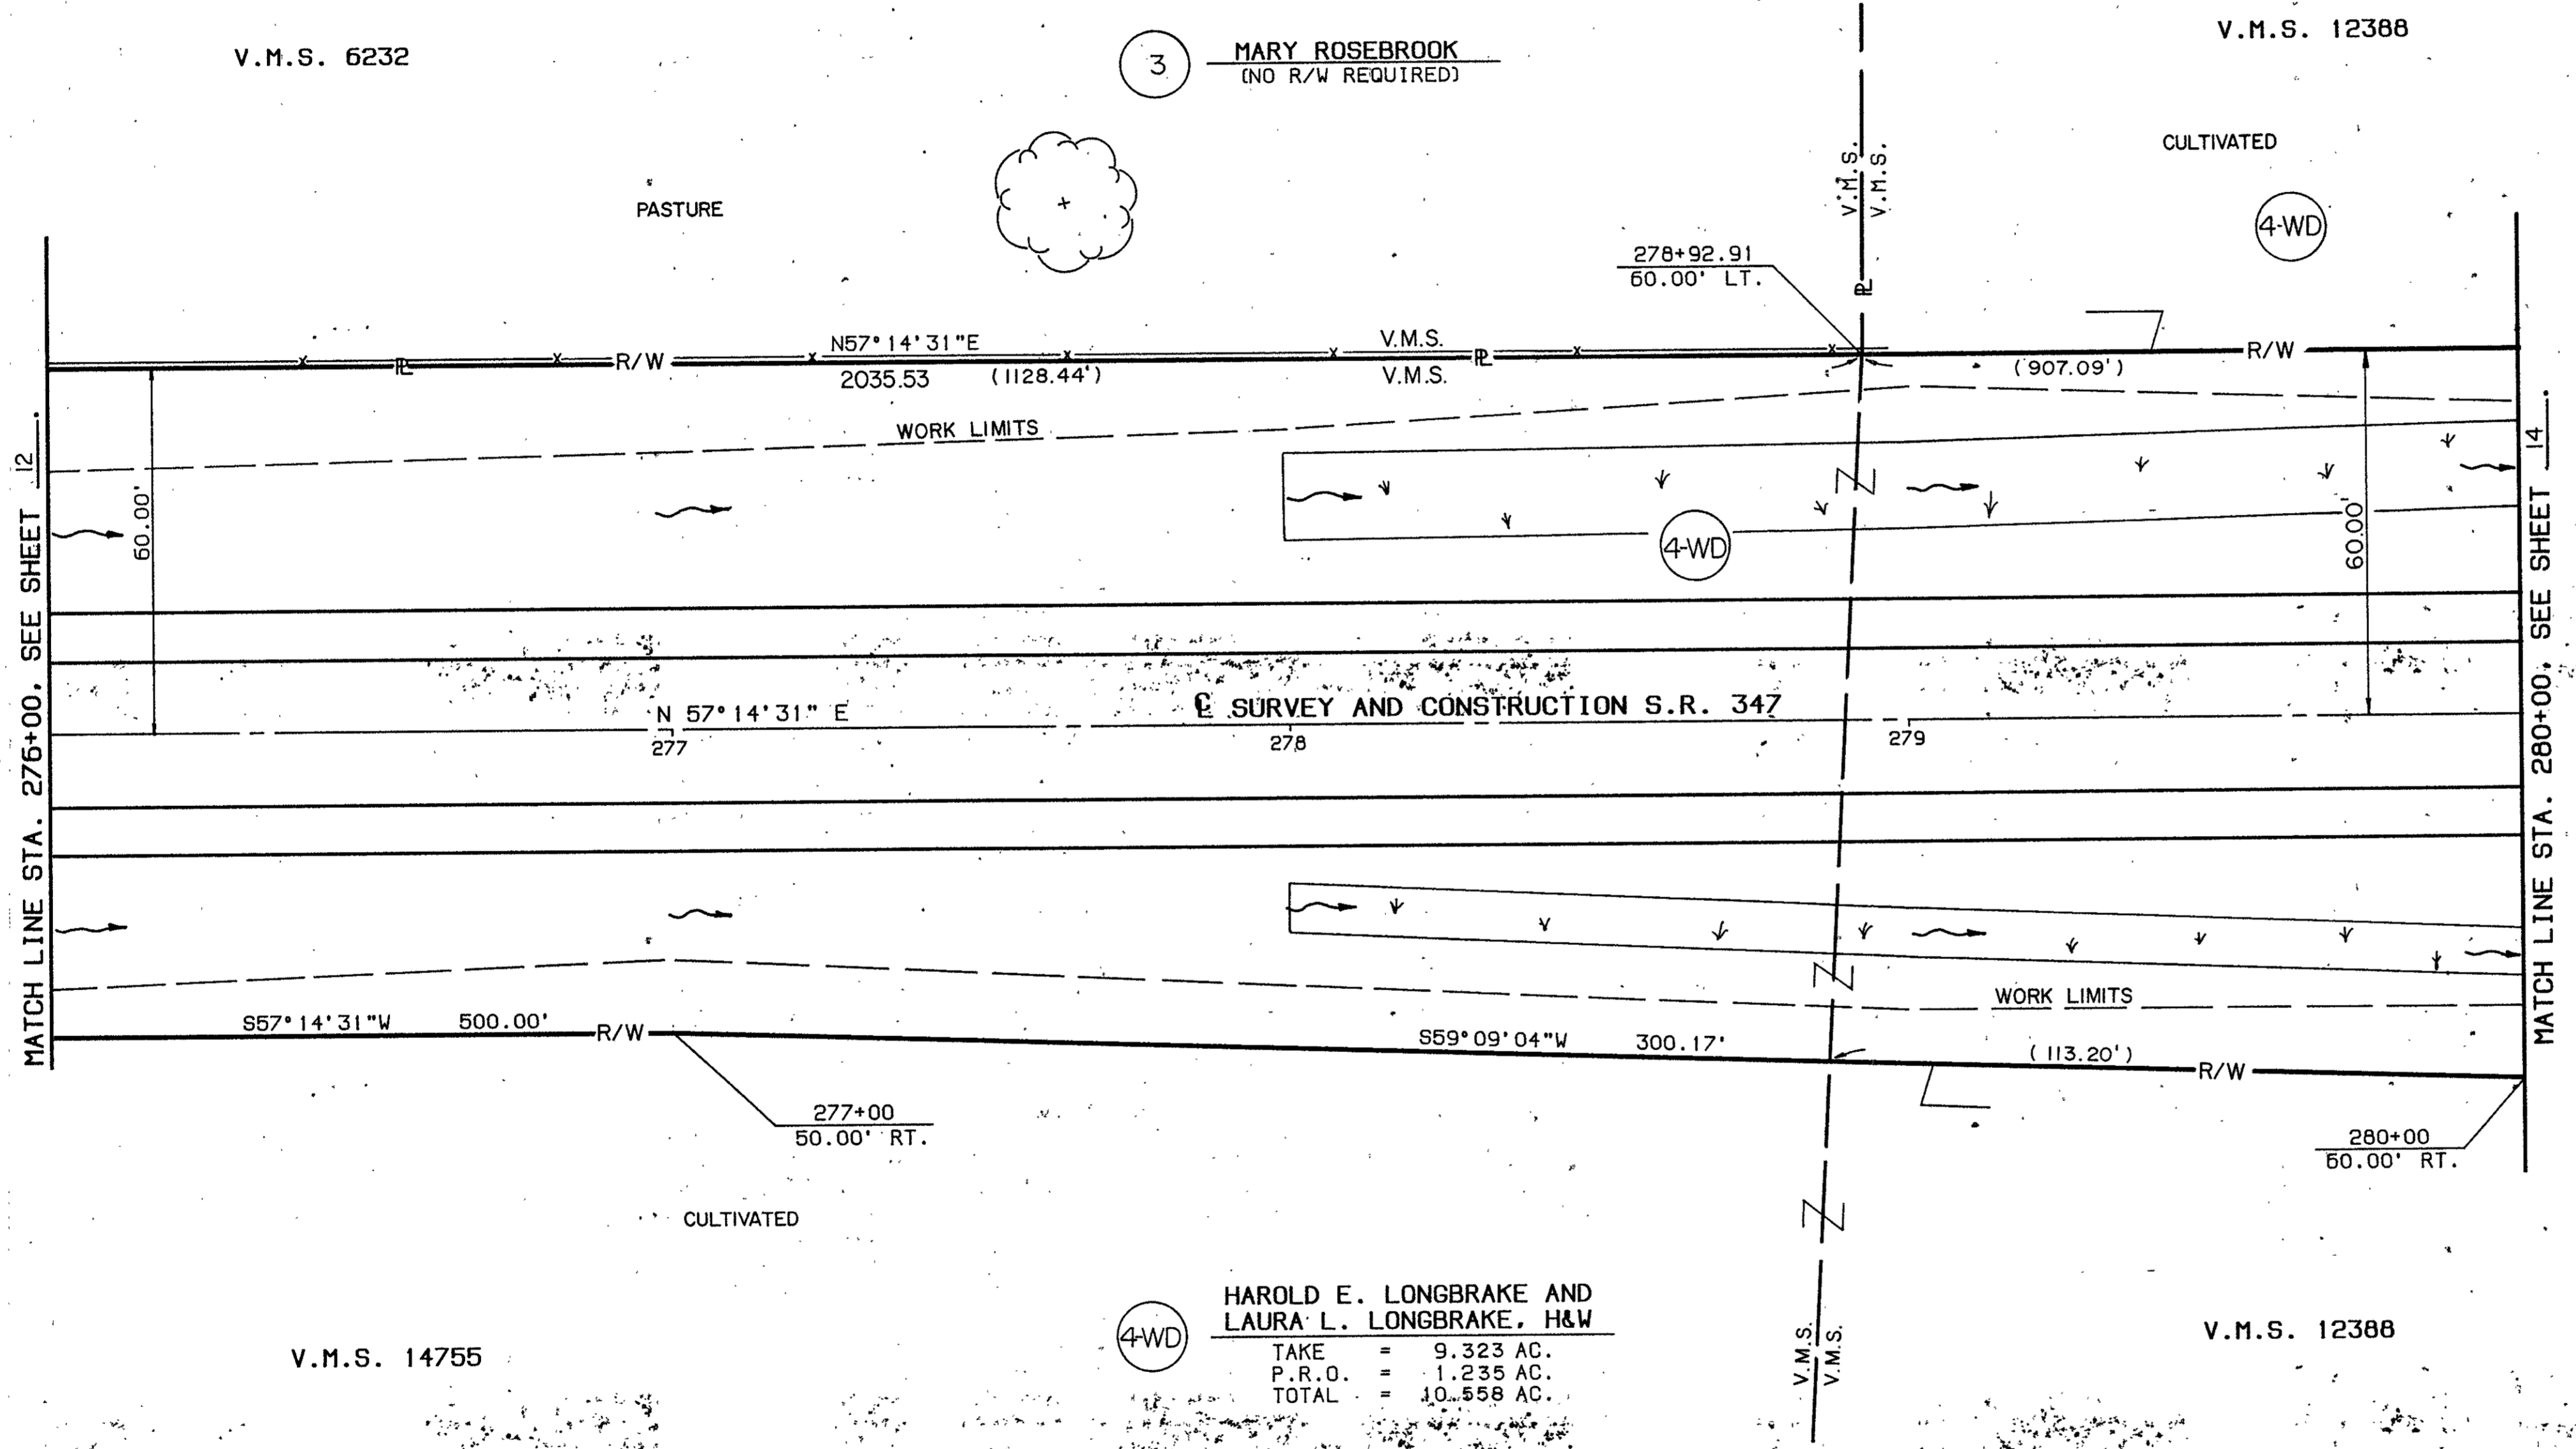 V.M.S. 6232
3
MARY ROSEBROOK
(NO R/W REQUIRED)
V.M.S. 12388
CULTIVATED
4-WD
PASTURE
V.M.S.
V.M.S.
278+92.91
60.00' LT.
PL
N57°14'31"E
V.M.S.
PL
R/W
PL
R/W
2035.53
(1128.44')
V.M.S.
(907.09')
WORK LIMITS
60.00'
4-WD
60.00'
MATCH LINE STA. 276+00, SEE SHEET 12
MATCH LINE STA. 280+00, SEE SHEET 14
N 57°14'31" E
℄ SURVEY AND CONSTRUCTION S.R. 347
277
278
279
WORK LIMITS
S57°14'31"W
500.00'
R/W
S59°09'04"W
300.17'
(113.20')
R/W
277+00
50.00' RT.
280+00
60.00' RT.
CULTIVATED
4-WD
HAROLD E. LONGBRAKE AND
LAURA L. LONGBRAKE, H&W
TAKE = 9.323 AC.
P.R.O. = 1.235 AC.
TOTAL = 10.558 AC.
V.M.S. 14755
V.M.S.
V.M.S.
V.M.S. 12388